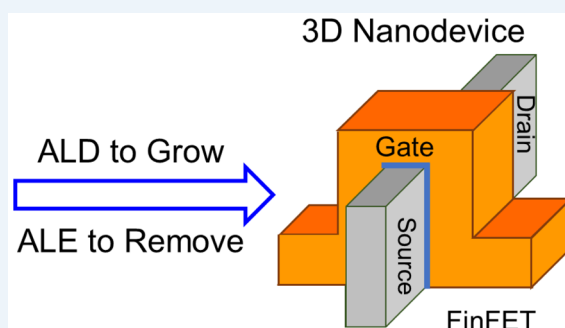 3D Nanodevice
ALD to Grow
ALE to Remove
Gate
Source
Drain
FinFET